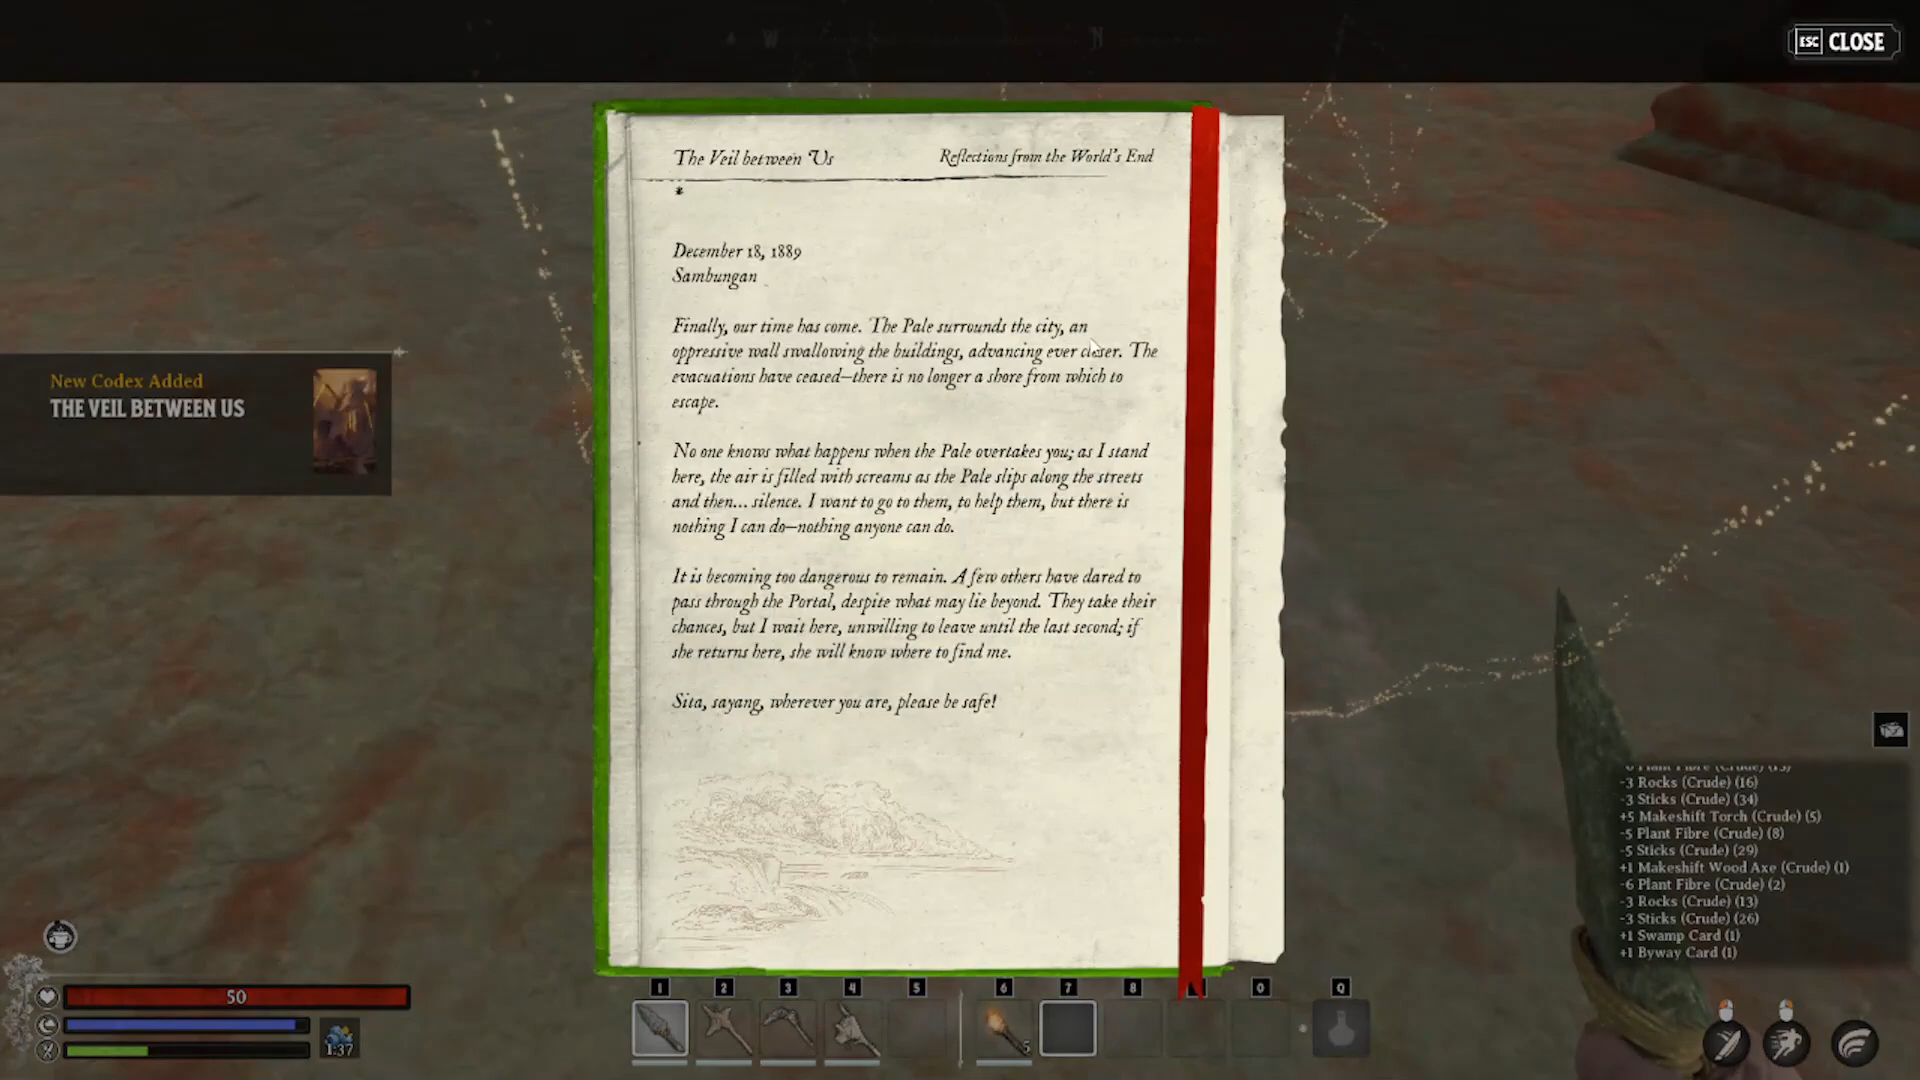 W
N
ESC CLOSE
The Veil between Us
Reflections from the World's End
*
December 18, 1889
Sambungan
Finally, our time has come. The Pale surrounds the city, an
oppressive wall swallowing the buildings, advancing ever closer. The
evacuations have ceased—there is no longer a shore from which to
escape.
No one knows what happens when the Pale overtakes you; as I stand
here, the air is filled with screams as the Pale slips along the streets
and then... silence. I want to go to them, to help them, but there is
nothing I can do—nothing anyone can do.
It is becoming too dangerous to remain. A few others have dared to
pass through the Portal, despite what may lie beyond. They take their
chances, but I wait here, unwilling to leave until the last second; if
she returns here, she will know where to find me.
Sita, sayang, wherever you are, please be safe!
New Codex Added
THE VEIL BETWEEN US
-3 Rocks (Crude) (16)
-3 Sticks (Crude) (34)
+5 Makeshift Torch (Crude) (5)
-5 Plant Fibre (Crude) (8)
-5 Sticks (Crude) (29)
+1 Makeshift Wood Axe (Crude) (1)
-6 Plant Fibre (Crude) (2)
-3 Rocks (Crude) (13)
-3 Sticks (Crude) (26)
+1 Swamp Card (1)
+1 Byway Card (1)
50
1:37
1 2 3 4 5 6 7 8 0 Q
5